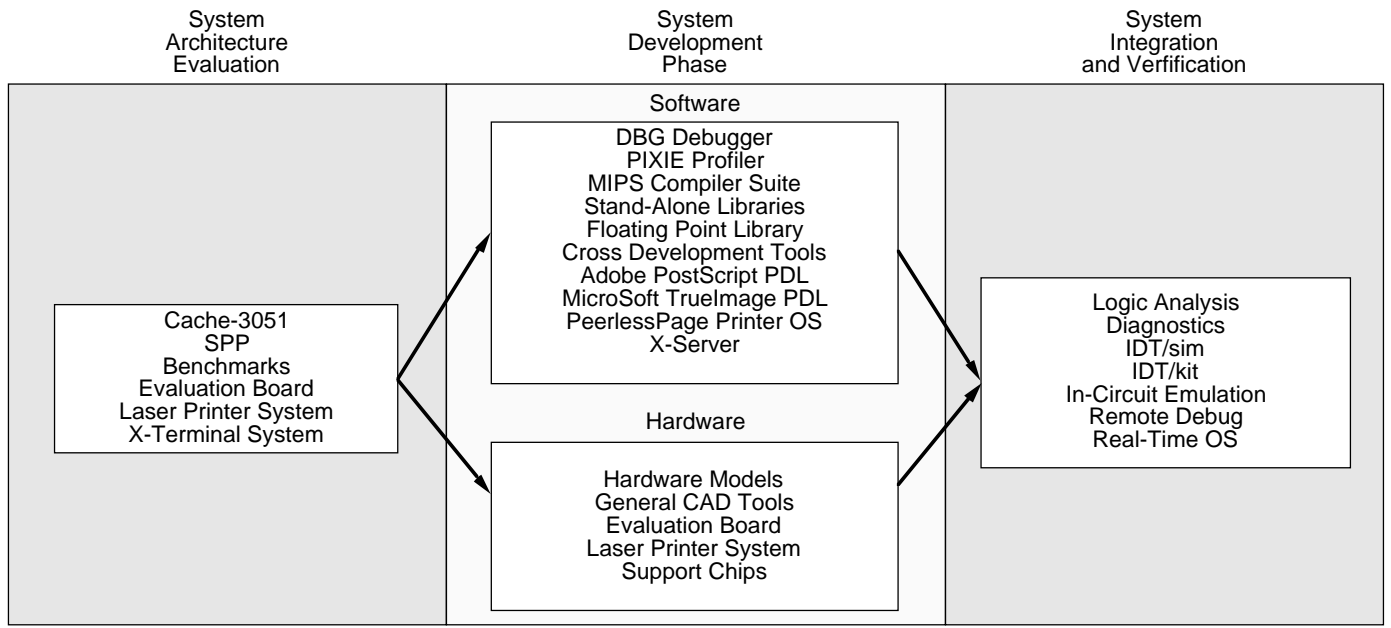 System
Architecture
Evaluation
System
Development
Phase
System
Integration
and Verfification
Cache-3051
SPP
Benchmarks
Evaluation Board
Laser Printer System
X-Terminal System
Software
DBG Debugger
PIXIE Profiler
MIPS Compiler Suite
Stand-Alone Libraries
Floating Point Library
Cross Development Tools
Adobe PostScript PDL
MicroSoft TrueImage PDL
PeerlessPage Printer OS
X-Server
Hardware
Hardware Models
General CAD Tools
Evaluation Board
Laser Printer System
Support Chips
Logic Analysis
Diagnostics
IDT/sim
IDT/kit
In-Circuit Emulation
Remote Debug
Real-Time OS